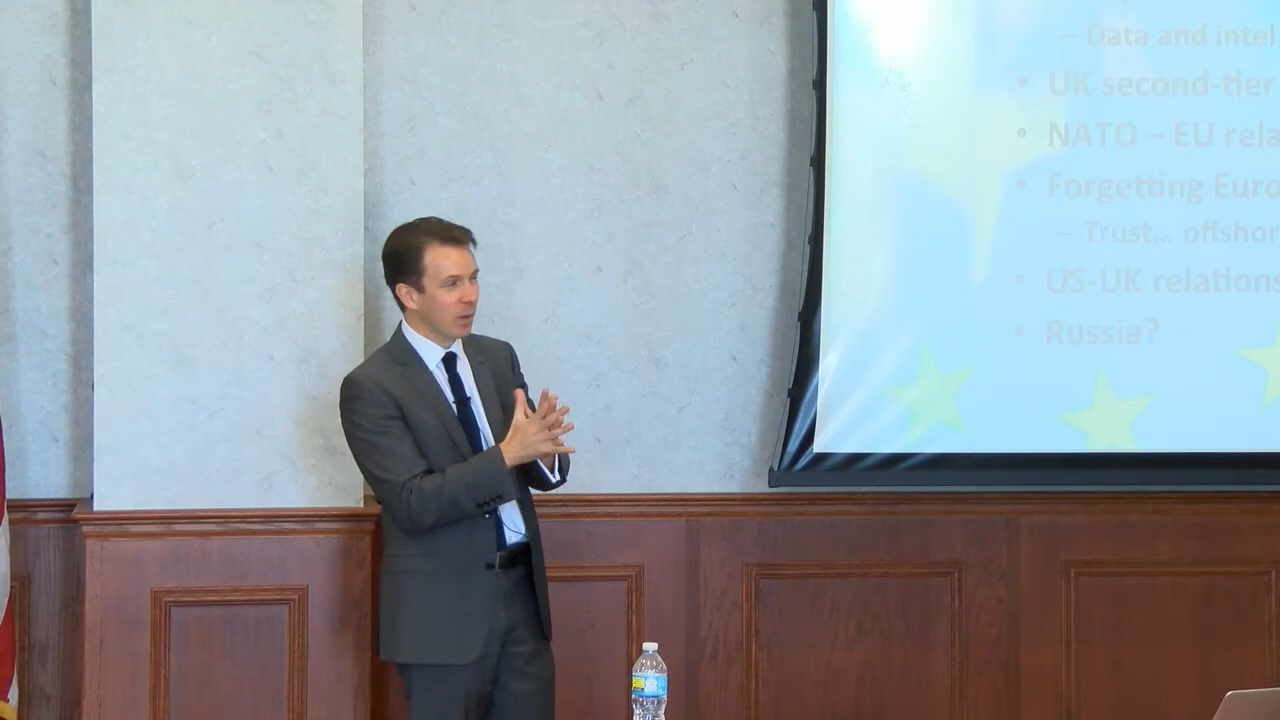 – Data and intel
• UK second-tier
• NATO – EU rela
• Forgetting Euro
– Trust... offshor
• US-UK relations
• Russia?